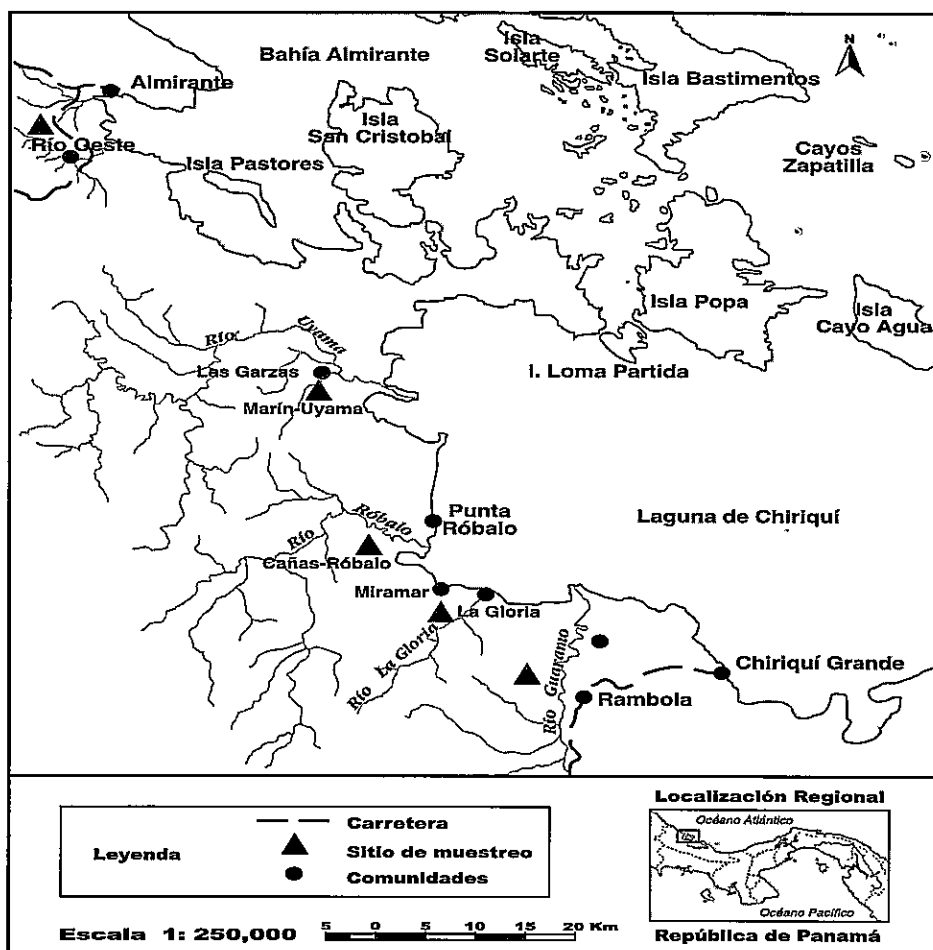 Bahía Almirante
Isla
Solarte
N
Almirante
Isla Bastimentos
Isla
San Cristobal
Río Oeste
Isla Pastores
Cayos
Zapatilla
Isla Popa
Isla
Cayo Agua
Río Uyama
Las Garzas
I. Loma Partida
Marín-Uyama
Punta
Róbalo
Río Róbalo
Laguna de Chiriquí
Cañas-Róbalo
Miramar
La Gloria
Río La Gloria
Río Guaramo
Chiriquí Grande
Rambola
Leyenda
Carretera
Sitio de muestreo
Comunidades
Localización Regional
Océano Atlántico
Océano Pacífico
República de Panamá
Escala 1: 250,000
5 0 5 10 15 20 Km